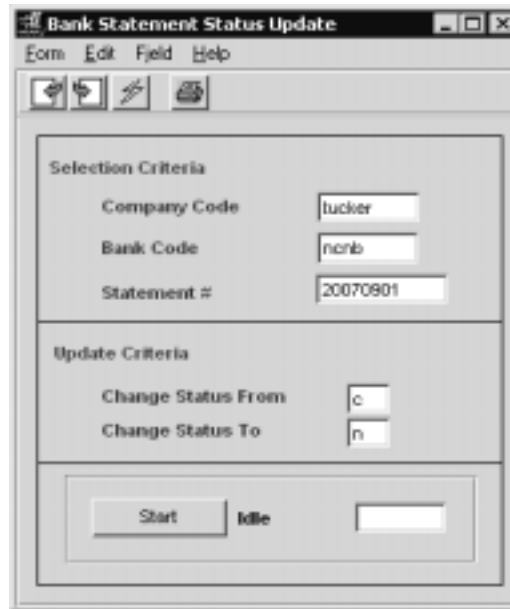 Bank Statement Status Update
Form Edit Field Help
Selection Criteria
Company Code tucker
Bank Code ncnb
Statement # 20070901
Update Criteria
Change Status From c
Change Status To n
Start Idle